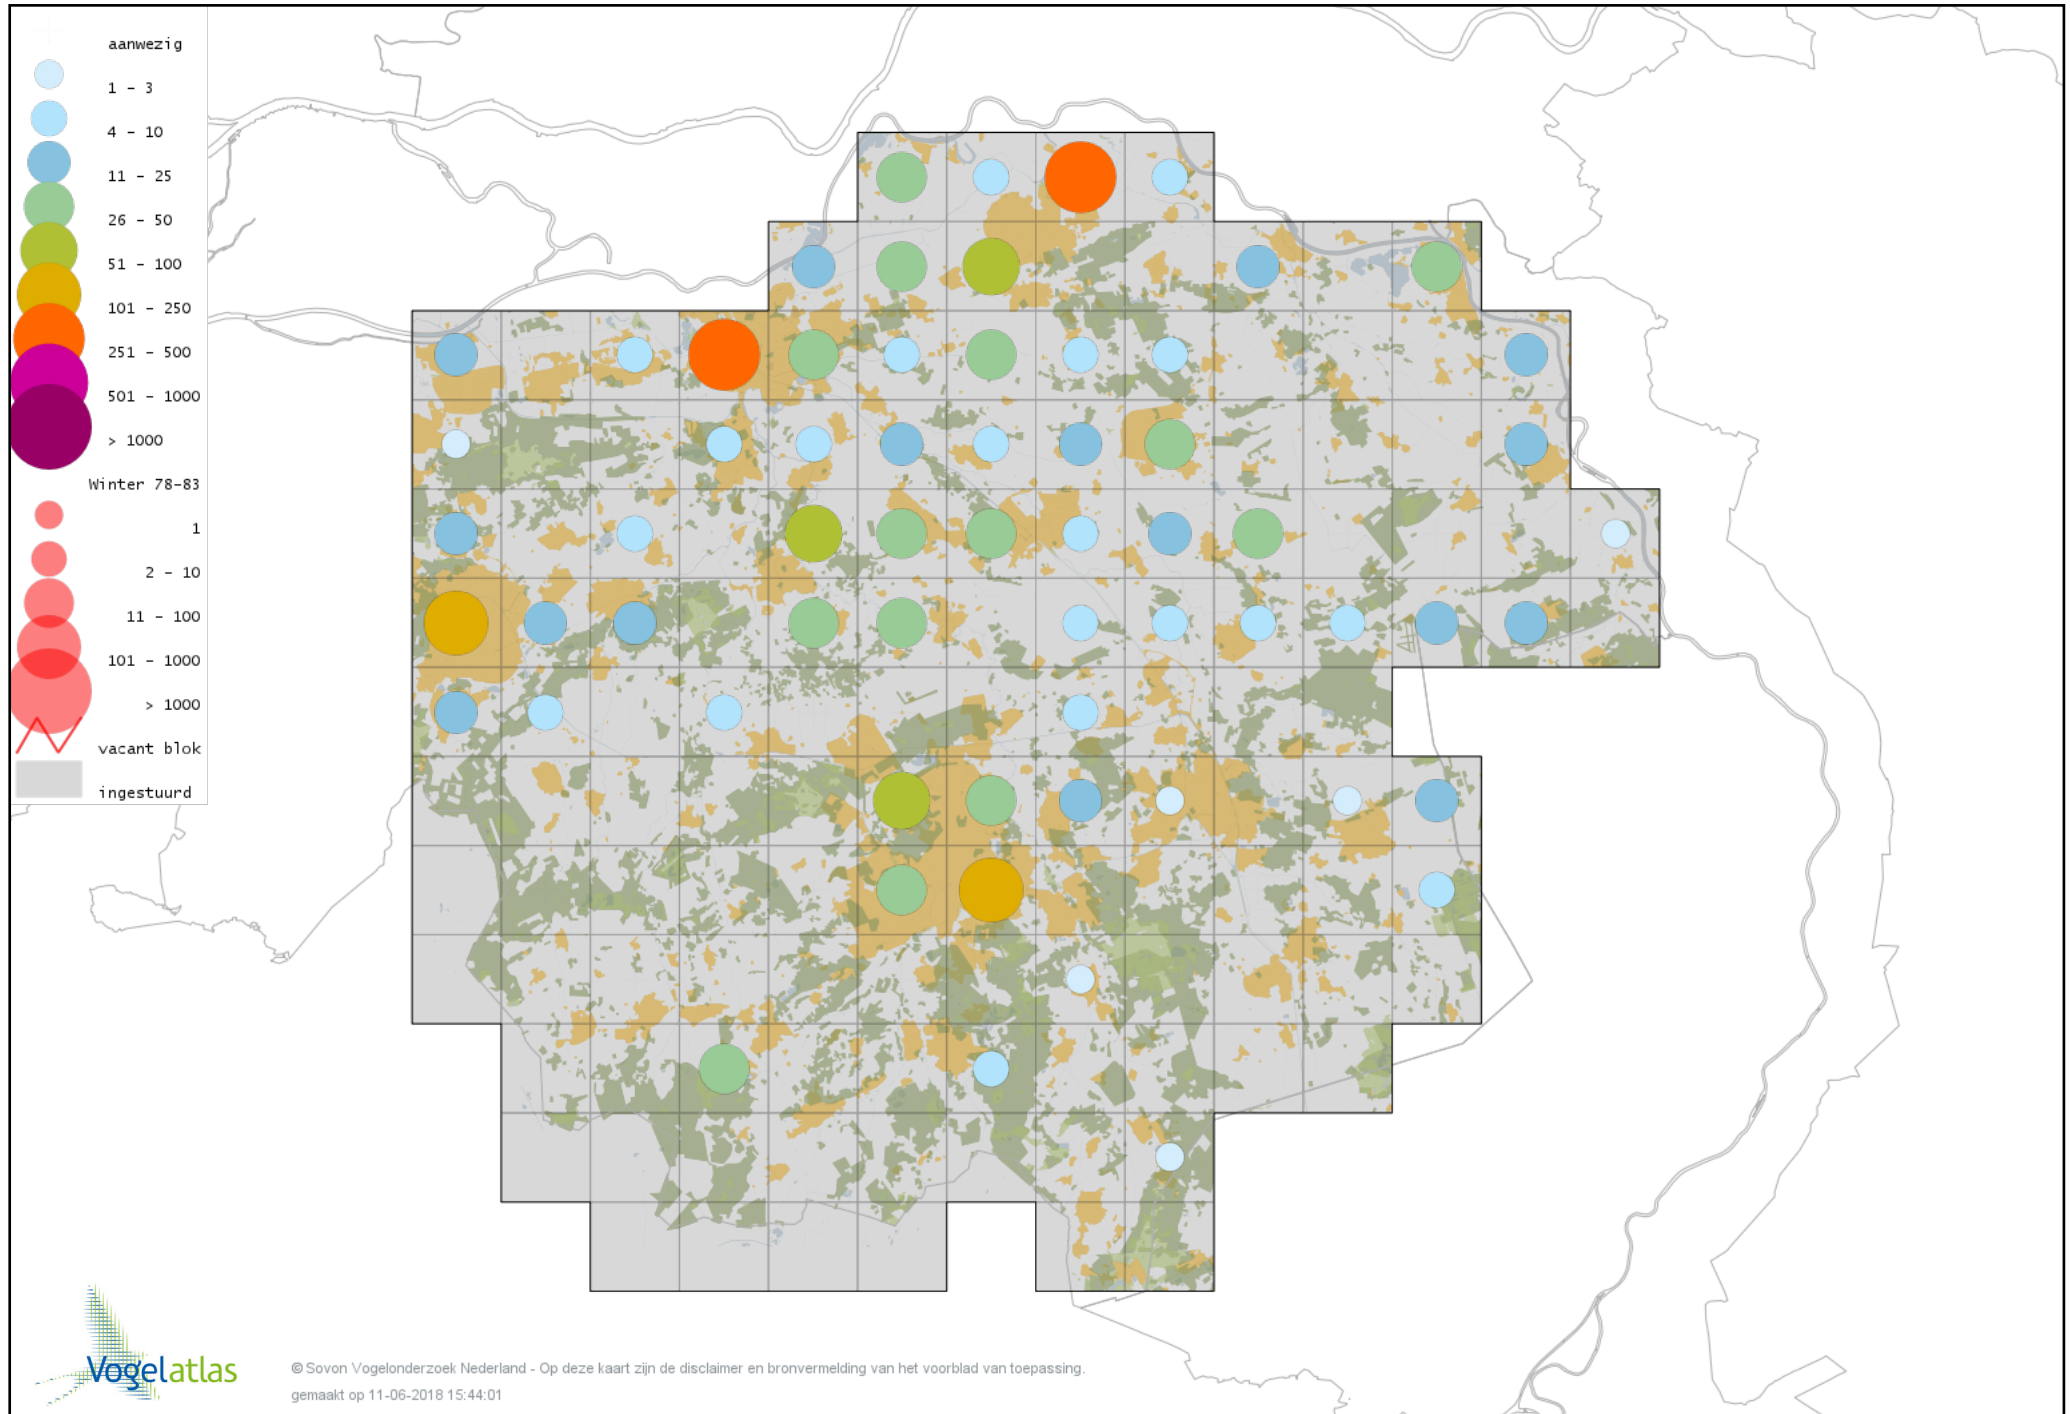 aanwezig
1 - 3
4 - 10
11 - 25
26 - 50
51 - 100
101 - 250
251 - 500
501 - 1000
> 1000
Winter 78-83
1
2 - 10
11 - 100
101 - 1000
> 1000
vacant blok
ingestuurd
Vogelatlas
© Sovon Vogelonderzoek Nederland - Op deze kaart zijn de disclaimer en bronvermelding van het voorblad van toepassing.
gemaakt op 11-06-2018 15:44:01